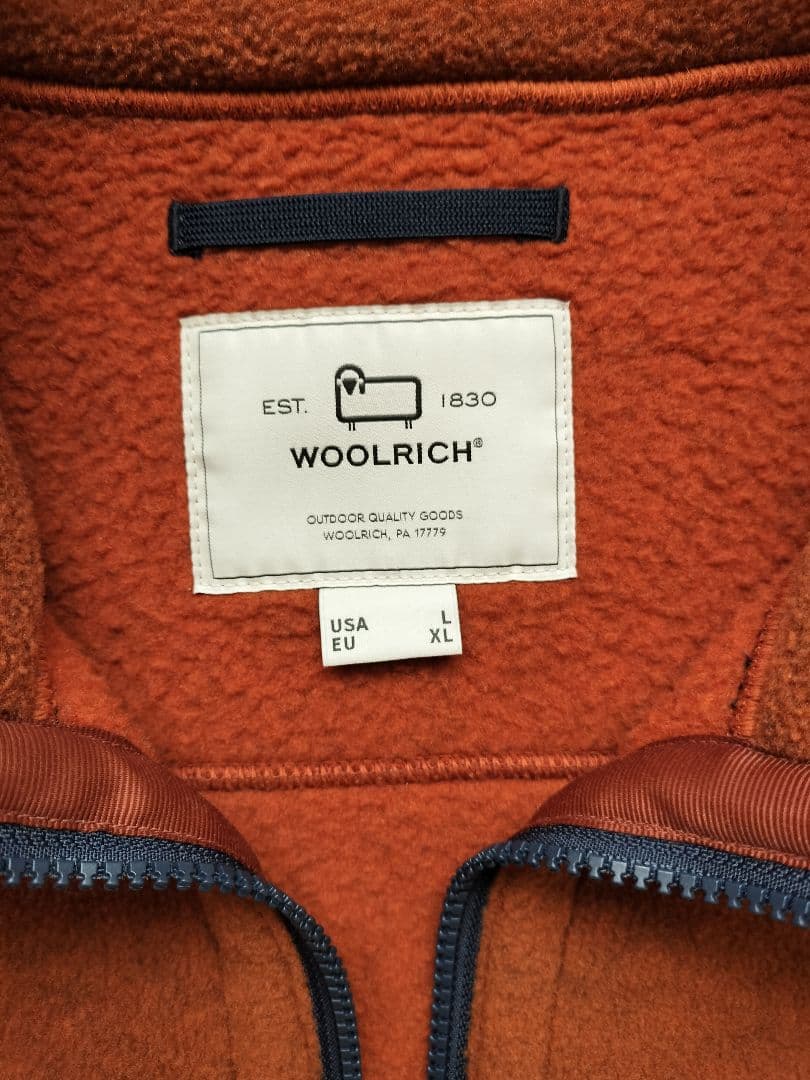 EST. 1830
WOOLRICH®
OUTDOOR QUALITY GOODS
WOOLRICH, PA 17779
USA L
EU XL